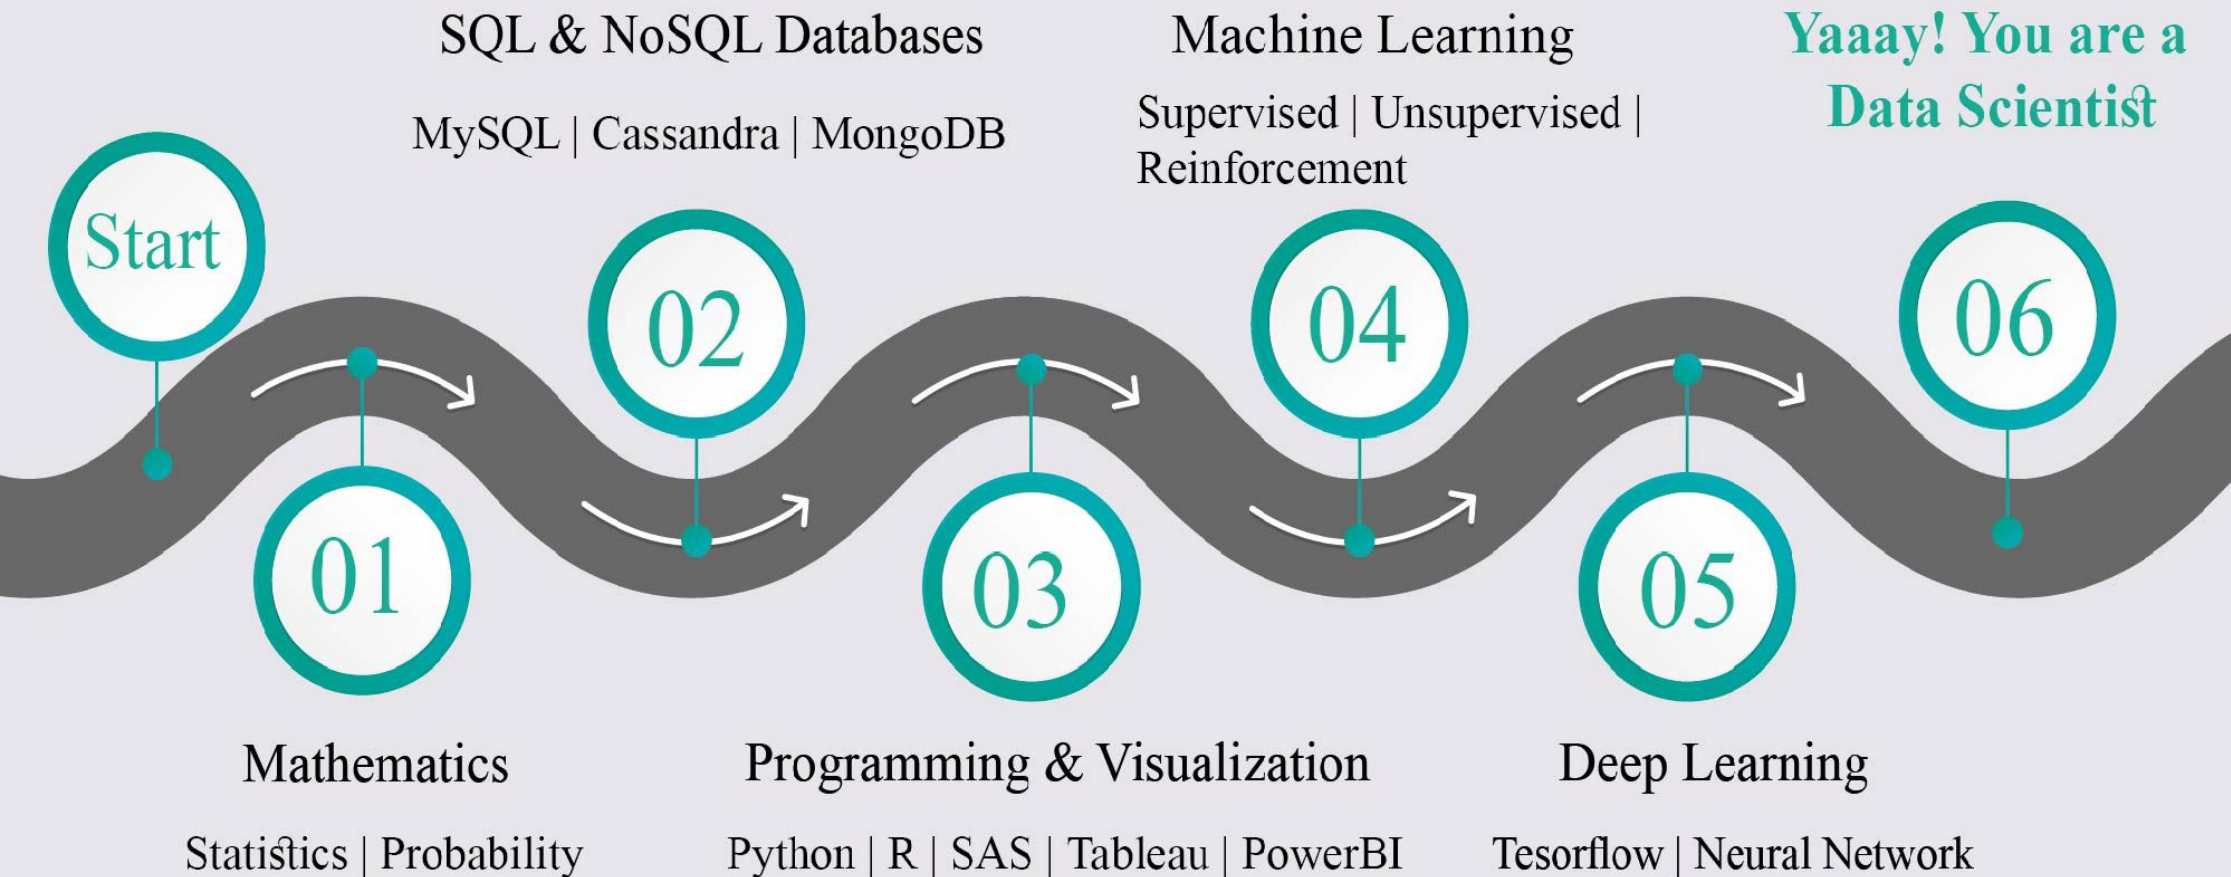 Start
01
Mathematics
Statistics | Probability
SQL & NoSQL Databases
MySQL | Cassandra | MongoDB
02
03
Programming & Visualization
Python | R | SAS | Tableau | PowerBI
Machine Learning
Supervised | Unsupervised |
Reinforcement
04
05
Deep Learning
Tesorflow | Neural Network
Yaaay! You are a
Data Scientist
06